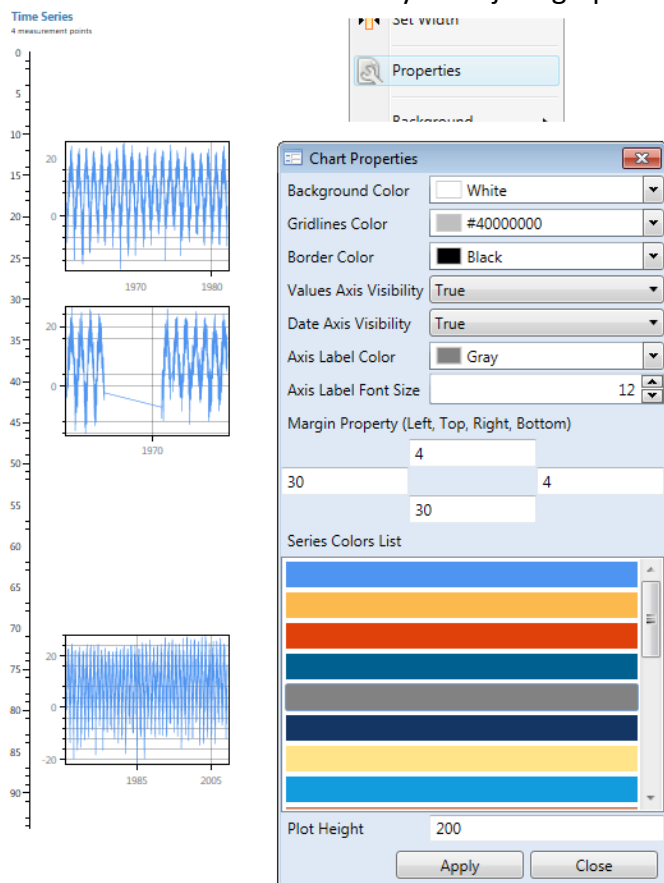 Time Series
4 measurement points
0
5
10
15
20
25
30
35
40
45
50
55
60
65
70
75
80
85
90
20
0
1970
1980
20
0
1970
20
0
-20
1985
2005
Set Width
Properties
Background
Chart Properties
Background Color
White
Gridlines Color
#40000000
Border Color
Black
Values Axis Visibility
True
Date Axis Visibility
True
Axis Label Color
Gray
Axis Label Font Size
12
Margin Property (Left, Top, Right, Bottom)
4
30
4
30
Series Colors List
Plot Height
200
Apply
Close